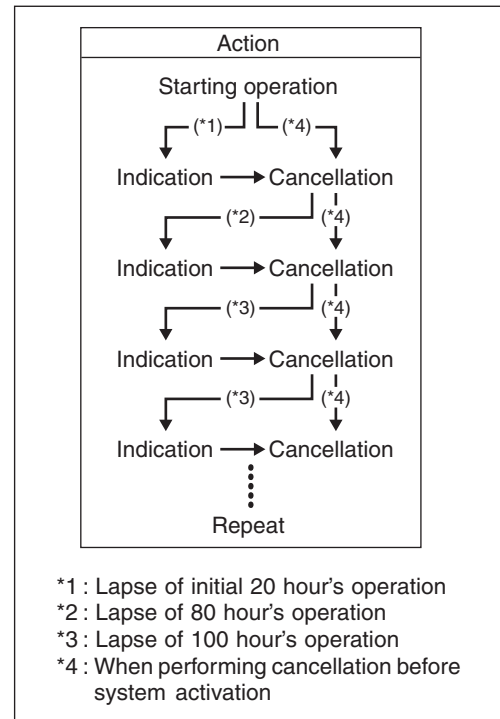 Action
Starting operation
(*1) (*4)
Indication Cancellation
(*2) (*4)
Indication Cancellation
(*3) (*4)
Indication Cancellation
(*3) (*4)
Indication Cancellation
Repeat
*1 : Lapse of initial 20 hour's operation
*2 : Lapse of 80 hour's operation
*3 : Lapse of 100 hour's operation
*4 : When performing cancellation before
system activation